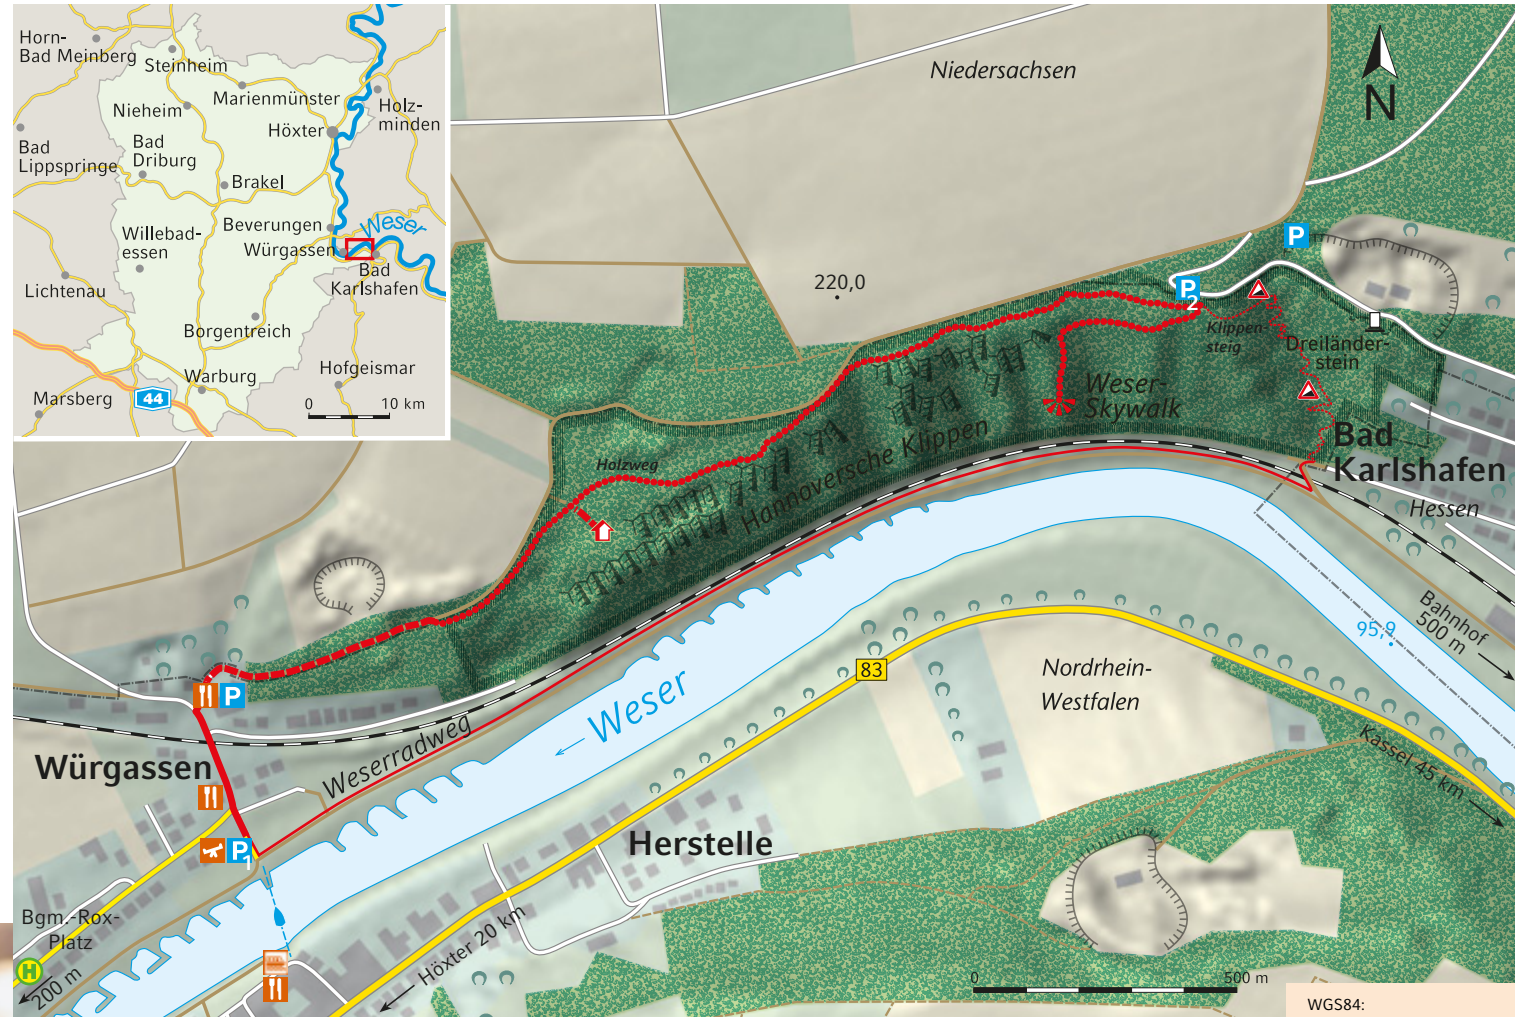 Horn-
Bad Meinberg
Steinheim
Marienmünster
Nieheim
Holz-
minden
Höxter
Bad
Lippspringe
Bad
Driburg
Brakel
Beverungen
Weser
Willebad-
essen
Würgassen
Bad
Karlshafen
Lichtenau
Borgentreich
Warburg
Hofgeismar
44
Marsberg
0 10 km
Niedersachsen
N
220,0
P
P
2
Klippen-
steig
Dreiländer-
stein
Weser-
Skywalk
Bad
Karlshafen
Hessen
Holzweg
Hannoversche Klippen
Bahnhof
500 m
95,9
83
Nordrhein-
Westfalen
Weser
P
Würgassen
Weserradweg
Kassel 45 km
P
1
Herstelle
Bgm.-Rox-
Platz
H
200 m
Höxter 20 km
0 500 m
WGS84: